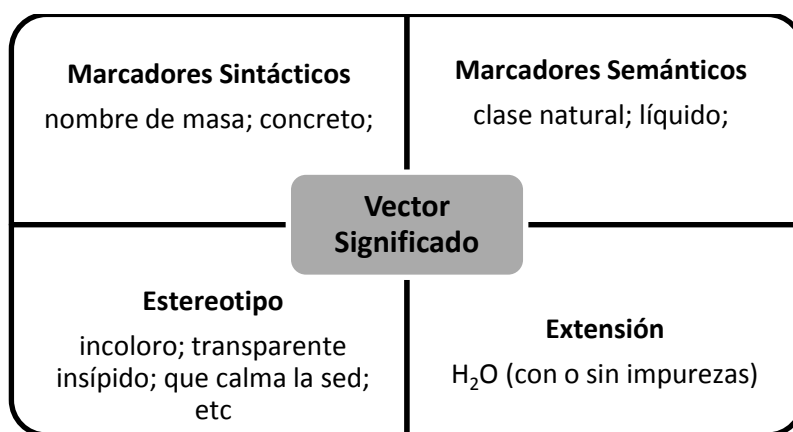 Marcadores Sintácticos
nombre de masa; concreto;
Marcadores Semánticos
clase natural; líquido;
Vector
Significado
Estereotipo
incoloro; transparente
insípido; que calma la sed;
etc
Extensión
H₂O (con o sin impurezas)